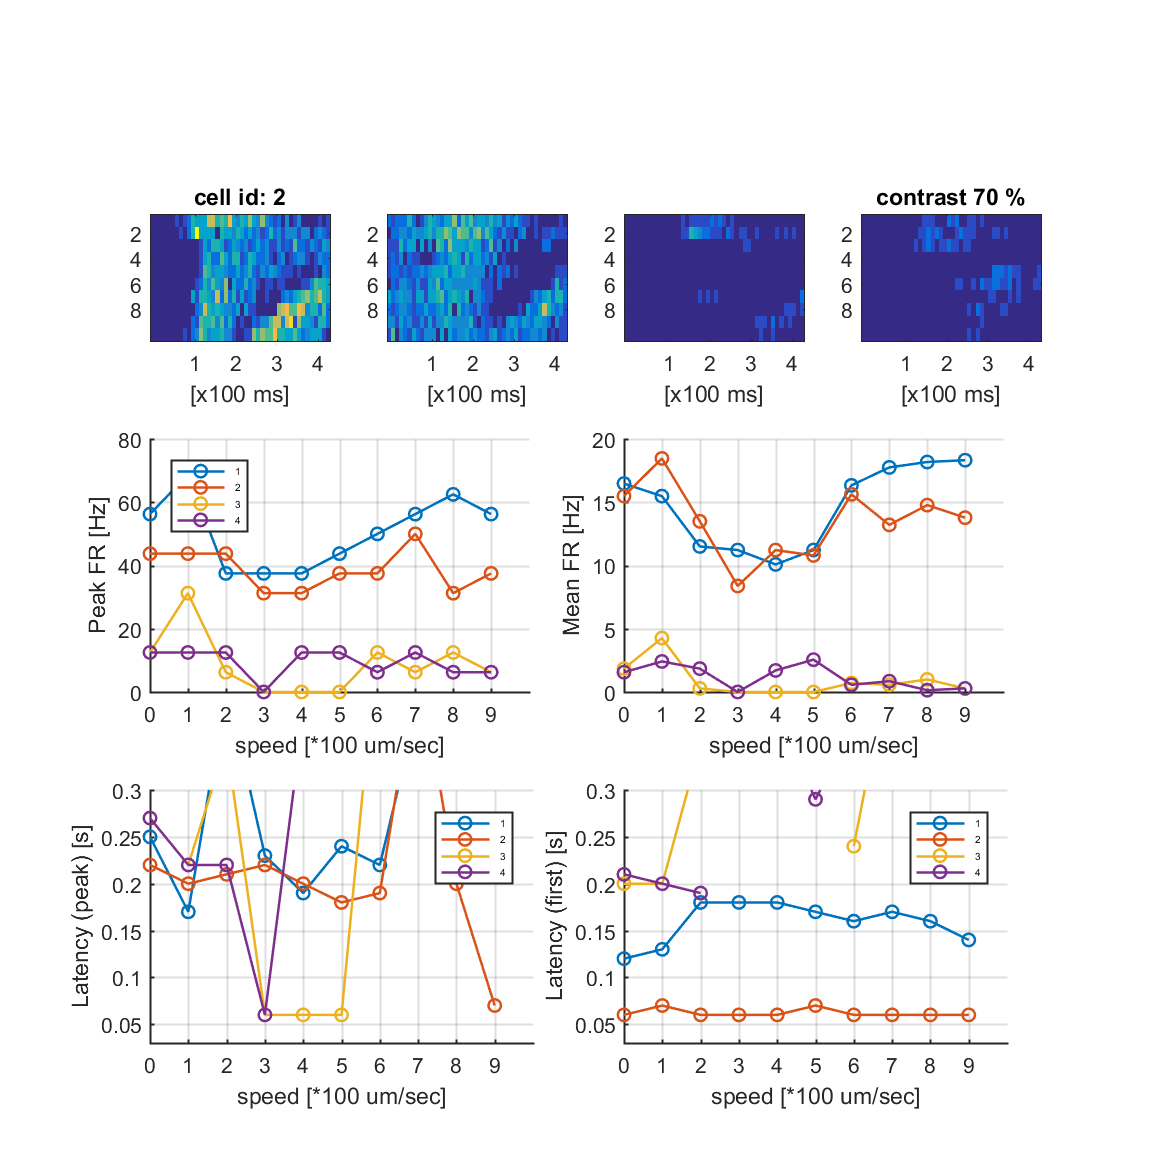 cell id: 2
contrast 70 %
2
4
6
8
2
4
6
8
2
4
6
8
2
4
6
8
1 2 3 4
1 2 3 4
1 2 3 4
1 2 3 4
[x100 ms]
[x100 ms]
[x100 ms]
[x100 ms]
Peak FR [Hz]
80
60
40
20
0
1
2
3
4
0 1 2 3 4 5 6 7 8 9
speed [*100 um/sec]
Mean FR [Hz]
20
15
10
5
0
0 1 2 3 4 5 6 7 8 9
speed [*100 um/sec]
Latency (peak) [s]
0.3
0.25
0.2
0.15
0.1
0.05
1
2
3
4
0 1 2 3 4 5 6 7 8 9
speed [*100 um/sec]
Latency (first) [s]
0.3
0.25
0.2
0.15
0.1
0.05
1
2
3
4
0 1 2 3 4 5 6 7 8 9
speed [*100 um/sec]